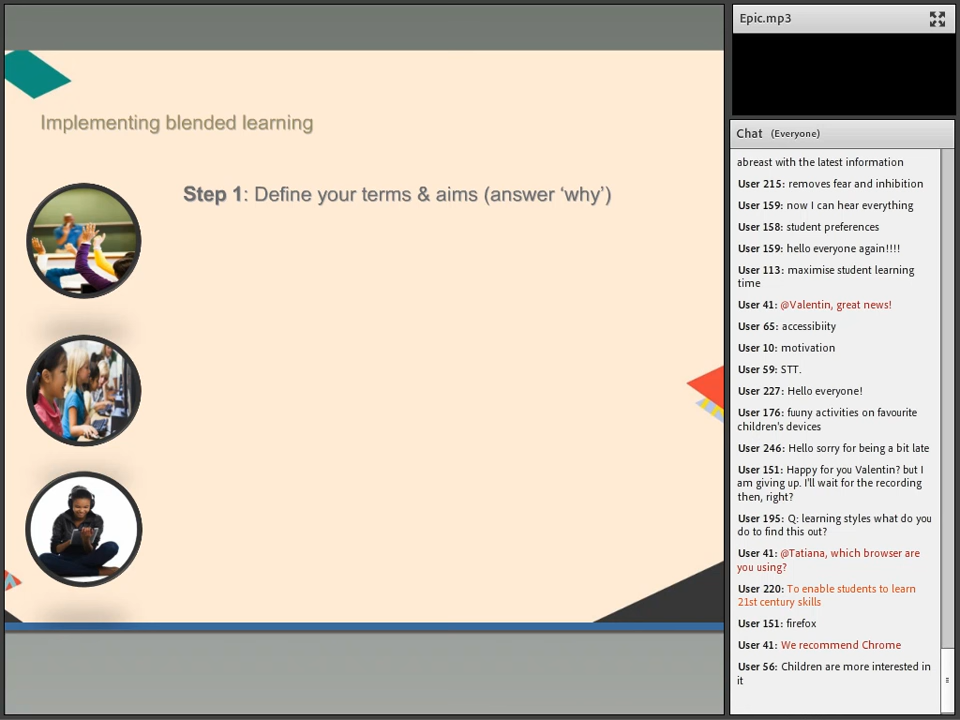 Implementing blended learning
Step 1: Define your terms & aims (answer ‘why’)
Epic.mp3
Chat (Everyone)
abreast with the latest information
User 215: removes fear and inhibition
User 159: now I can hear everything
User 158: student preferences
User 159: hello everyone again!!!!
User 113: maximise student learning
time
User 41: @Valentin, great news!
User 65: accessibiity
User 10: motivation
User 59: STT.
User 227: Hello everyone!
User 176: fuuny activities on favourite
children's devices
User 246: Hello sorry for being a bit late
User 151: Happy for you Valentin? but I
am giving up. I'll wait for the recording
then, right?
User 195: Q: learning styles what do you
do to find this out?
User 41: @Tatiana, which browser are
you using?
User 220: To enable students to learn
21st century skills
User 151: firefox
User 41: We recommend Chrome
User 56: Children are more interested in
it